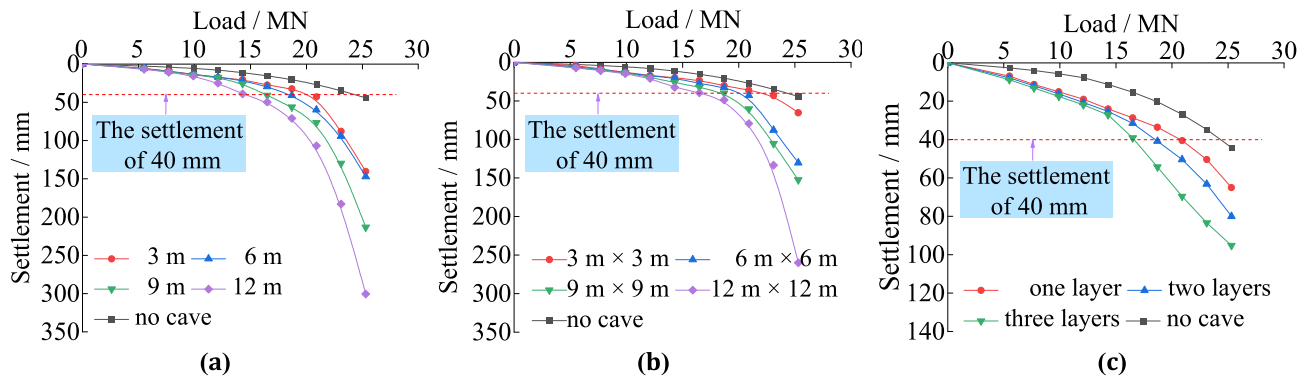 Load / MN
0 5 10 15 20 25 30
Settlement / mm
0
50
100
150
200
250
300
350
The settlement
of 40 mm
3 m 6 m
9 m 12 m
no cave
(a)
Load / MN
0 5 10 15 20 25 30
Settlement / mm
0
50
100
150
200
250
300
350
The settlement
of 40 mm
3 m × 3 m 6 m × 6 m
9 m × 9 m 12 m × 12 m
no cave
(b)
Load / MN
0 5 10 15 20 25 30
Settlement / mm
0
20
40
60
80
100
120
140
The settlement
of 40 mm
one layer two layers
three layers no cave
(c)